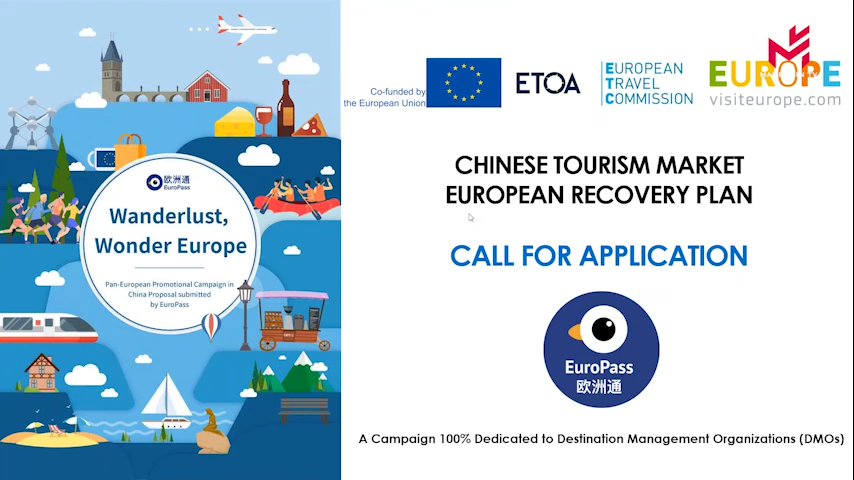 欧洲通
EuroPass
Wanderlust,
Wonder Europe
Pan-European Promotional Campaign in
China Proposal submitted
by EuroPass
Co-funded by
the European Union
ETOA
EUROPEAN
TRAVEL
COMMISSION
EUROPE
visiteurope.com
CHINESE TOURISM MARKET
EUROPEAN RECOVERY PLAN
CALL FOR APPLICATION
EuroPass
欧洲通
A Campaign 100% Dedicated to Destination Management Organizations (DMOs)